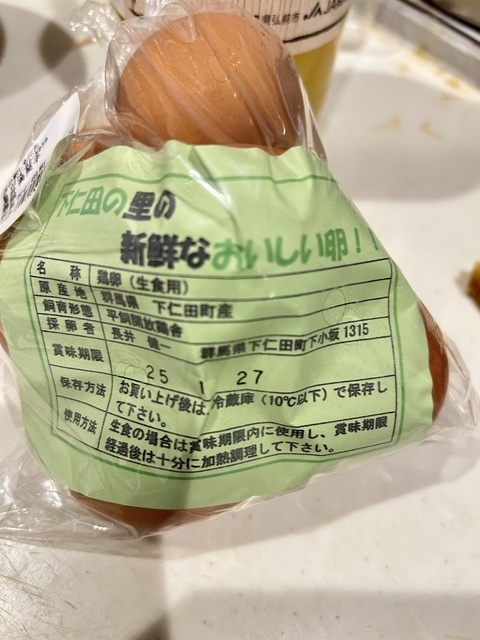 弘前市 JA
下仁田の里の
新鮮なおいしい卵！！
名称 鶏卵（生食用）
原産地 群馬県 下仁田町産
飼育形態 平飼開放鶏舎
採卵者 長井 健一 群馬県下仁田町下小坂1315
賞味期限 25 1 27
保存方法 お買い上げ後は、冷蔵庫（10℃以下）で保存し
て下さい。
使用方法 生食の場合は賞味期限内に使用し、賞味期限
経過後は十分に加熱調理して下さい。